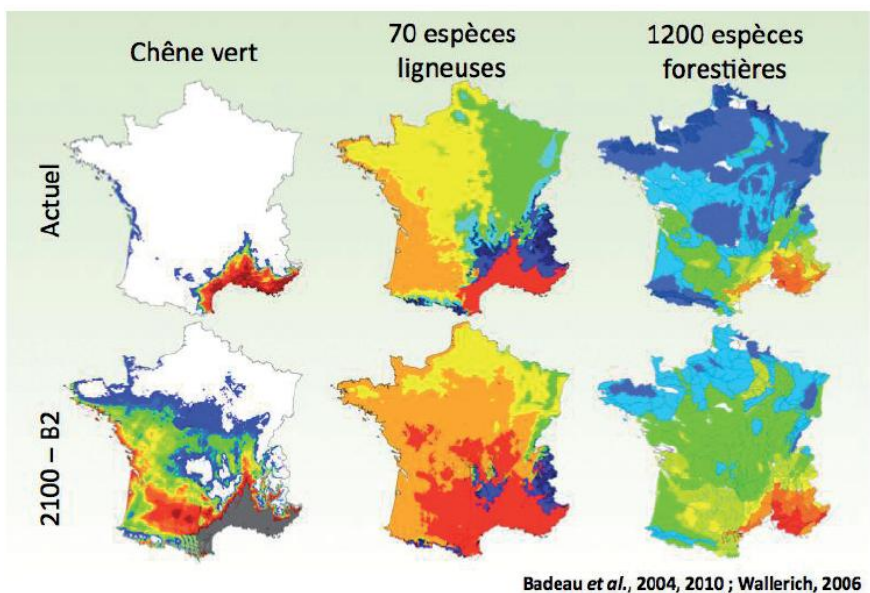 Chêne vert
70 espèces
ligneuses
1200 espèces
forestières
Actuel
2100 – B2
Badeau et al., 2004, 2010 ; Wallerich, 2006